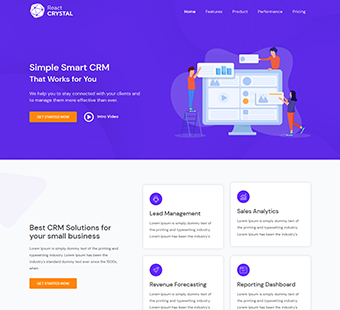 React
CRYSTAL
Home
Features
Product
Performance
Pricing
Simple Smart CRM
That Works for You
We help you to stay connected with your clients and
to manage them more effective than ever.
GET STARTED NOW
Intro Video
Best CRM Solutions for
your small business
Lorem Ipsum is simply dummy text of
the printing and typesetting industry.
Lorem Ipsum has been the industry's
standard dummy text ever since the 1500s,
when
GET STARTED NOW
Lead Management
Lorem Ipsum is simply dummy text of
the printing and typesetting industry.
Lorem Ipsum has been the industry's
Sales Analytics
Lorem Ipsum is simply dummy text of
the printing and typesetting industry.
Lorem Ipsum has been the industry's
Revenue Forecasting
Lorem Ipsum is simply dummy text of
the printing and typesetting industry.
Lorem Ipsum has been the industry's
Reporting Dashboard
Lorem Ipsum is simply dummy text of
the printing and typesetting industry.
Lorem Ipsum has been the industry's